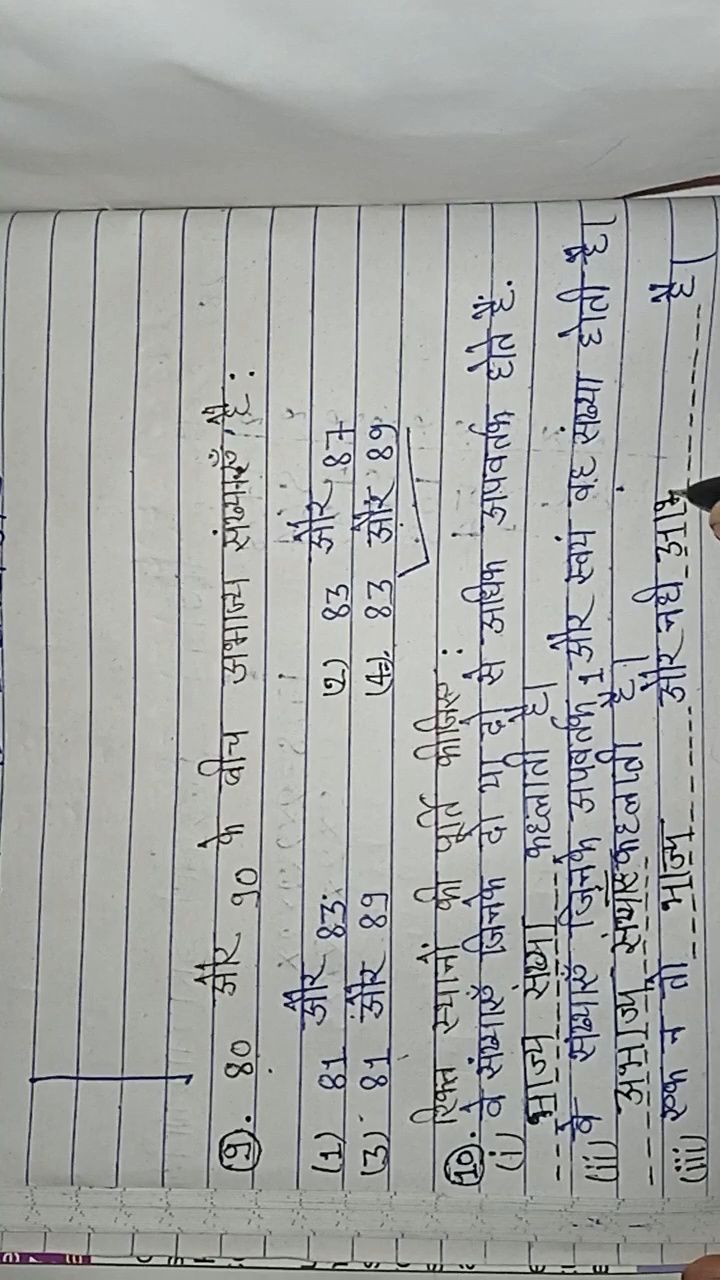 (9). 80 और 90 के बीच अभाज्य संख्याएँ हैं :
(1) 81 और 83. (2) 83 और 87
(3) 81 और 89 (4). 83 और 89
(10). रिक्त स्थानों की पूर्ति कीजिए :
(i) वे संख्याएँ जिनके दो या दो से अधिक अपवर्तक होते हैं.
भाज्य संख्या कहलाती है।
(ii) वे संख्याएँ जिनके अपवर्तक 1 और स्वयं वह संख्या होती है।
अभाज्य संख्याएँ कहलाती हैं।
(iii) एक न तो भाज्य और नही अभ है।